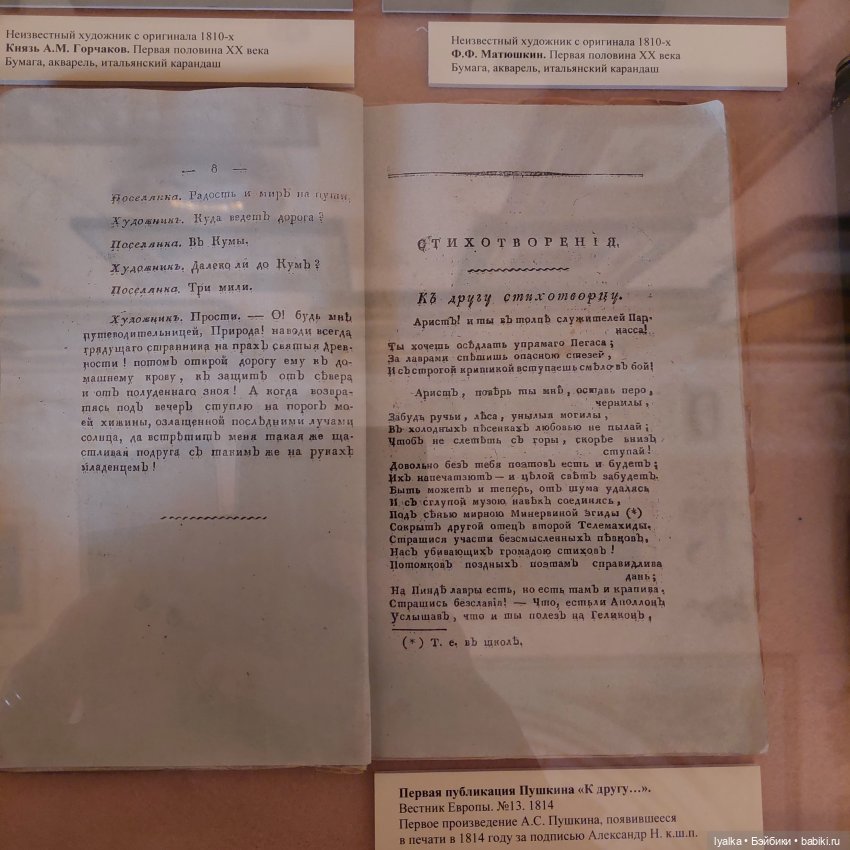 Неизвестный художник с оригинала 1810-х
Князь А.М. Горчаков. Первая половина XX века
Бумага, акварель, итальянский карандаш
Неизвестный художник с оригинала 1810-х
Ф.Ф. Матюшкин. Первая половина XX века
Бумага, акварель, итальянский карандаш
— 8 —
Поселянка. Радость и миръ на пути.
Художникъ. Куда ведетъ дорога?
Поселянка. Въ Кумы.
Художникъ. Далеко ли до Кумъ?
Поселянка. Три мили.
Художникъ. Прости. — О! будь мнѣ
путеводительницей, Природа! наводи всегда
грядущаго странника на прахъ святыя Древ-
ности! потомъ открой дорогу ему къ до-
машнему крову, къ защитѣ отъ сѣвера
и отъ полуденнаго зноя! А когда возвра-
тясь подъ вечеръ ступлю на порогъ мо-
ей хижины, озлащенной послѣдними лучами
солнца, да встрѣтитъ меня такая же ща-
стливая подруга съ такимъ же на рукахъ
младенцемъ!
СТИХОТВОРЕНІЯ.
Къ другу стихотворцу.
Аристъ! и ты въ толпѣ служителей Пар-
насса!
Ты хочешь осѣдлать упрямаго Пегаса;
За лаврами спѣшишь опасною стезей,
И съ строгой критикой вступаешь смѣло въ бой!
Аристъ, повѣрь ты мнѣ, оставь перо,
чернилы,
Забудь ручьи, лѣса, унылыя могилы,
Въ холодныхъ пѣсенкахъ любовью не пылай;
Чтобъ не слетѣть съ горы, скорѣе внизъ
ступай!
Довольно безъ тебя поэтовъ есть и будетъ;
Ихъ напечатаютъ — и цѣлой свѣтъ забудетъ.
Быть можетъ и теперь, отъ шума удалясь
И съ глупой музою навѣкъ соединясь,
Подъ сѣнью мирною Минервиной Эгиды (*)
Сокрытъ другой отецъ второй Телемахиды.
Страшися участи безсмысленныхъ пѣвцовъ,
Насъ убивающихъ громадою стиховъ!
Потомковъ поздныхъ поэтамъ справедлива
дань;
На Пиндѣ лавры есть, но есть тамъ и крапива.
Страшись безславія! — Что, естьли Аполлонъ
Услышавъ, что и ты полезъ на Геликонъ,
(*) Т. е. въ школѣ.
Первая публикация Пушкина «К другу...».
Вестник Европы. №13. 1814
Первое произведение А.С. Пушкина, появившееся
в печати в 1814 году за подписью Александр Н. к.ш.п.
lyalka • Бэйбики • babiki.ru